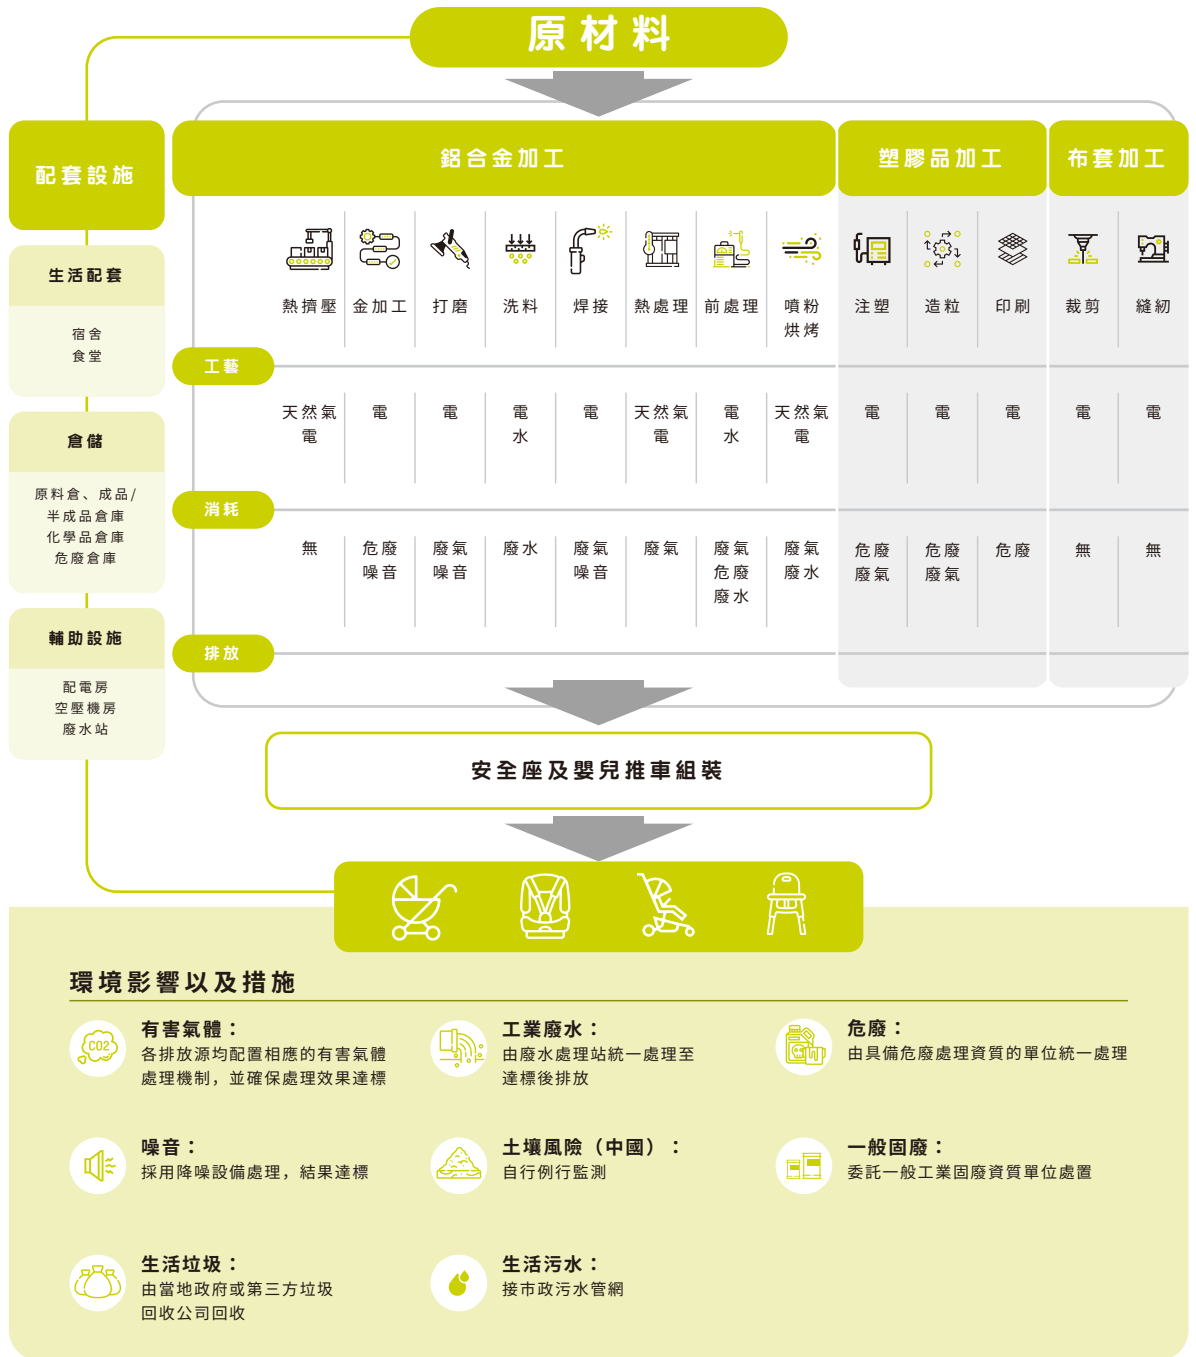 原材料
配套設施
生活配套
宿舍
食堂
倉儲
原料倉、成品/
半成品倉庫
化學品倉庫
危廢倉庫
輔助設施
配電房
空壓機房
廢水站
鋁合金加工
塑膠品加工
布套加工
熱擠壓
金加工
打磨
洗料
焊接
熱處理
前處理
噴粉
烘烤
注塑
造粒
印刷
裁剪
縫紉
工藝
天然氣
電
電
電
電
水
電
天然氣
電
電
水
天然氣
電
電
電
電
電
電
消耗
無
危廢
噪音
廢氣
噪音
廢水
廢氣
噪音
廢氣
廢氣
危廢
廢水
廢氣
廢水
危廢
廢氣
危廢
廢氣
危廢
無
無
排放
安全座及嬰兒推車組裝
環境影響以及措施
CO2
有害氣體：
各排放源均配置相應的有害氣體
處理機制，並確保處理效果達標
工業廢水：
由廢水處理站統一處理至
達標後排放
危廢：
由具備危廢處理資質的單位統一處理
噪音：
採用降噪設備處理，結果達標
土壤風險（中國）：
自行例行監測
一般固廢：
委託一般工業固廢資質單位處置
生活垃圾：
由當地政府或第三方垃圾
回收公司回收
生活污水：
接市政污水管網